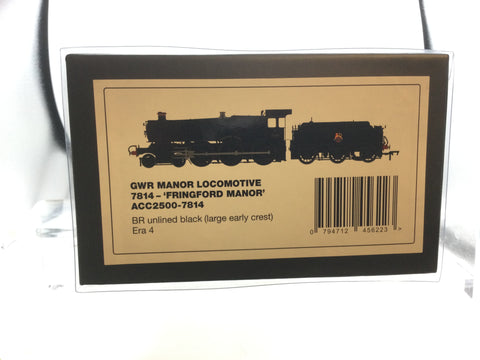 GWR MANOR LOCOMOTIVE
7814 – ‘FRINGFORD MANOR’
ACC2500-7814
BR unlined black (large early crest)
Era 4
0 794712 456223 >